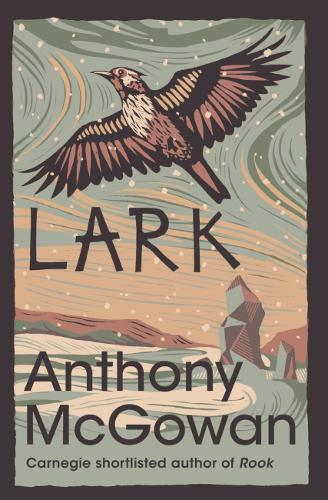 LARK
Anthony
McGowan
Carnegie shortlisted author of Rook